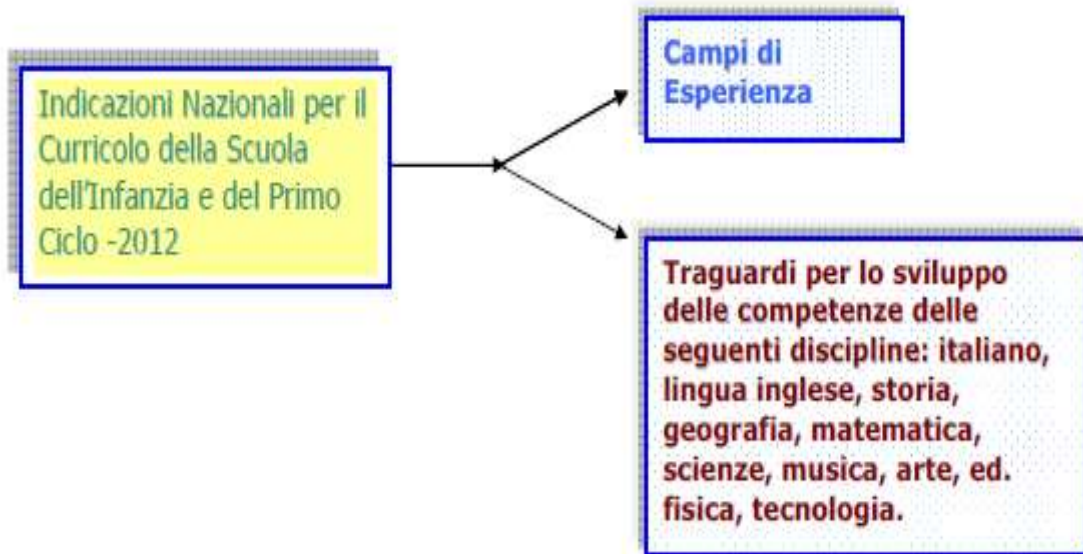 Indicazioni Nazionali per il
Curricolo della Scuola
dell'Infanzia e del Primo
Ciclo -2012
Campi di
Esperienza
Traguardi per lo sviluppo
delle competenze delle
seguenti discipline: italiano,
lingua inglese, storia,
geografia, matematica,
scienze, musica, arte, ed.
fisica, tecnologia.